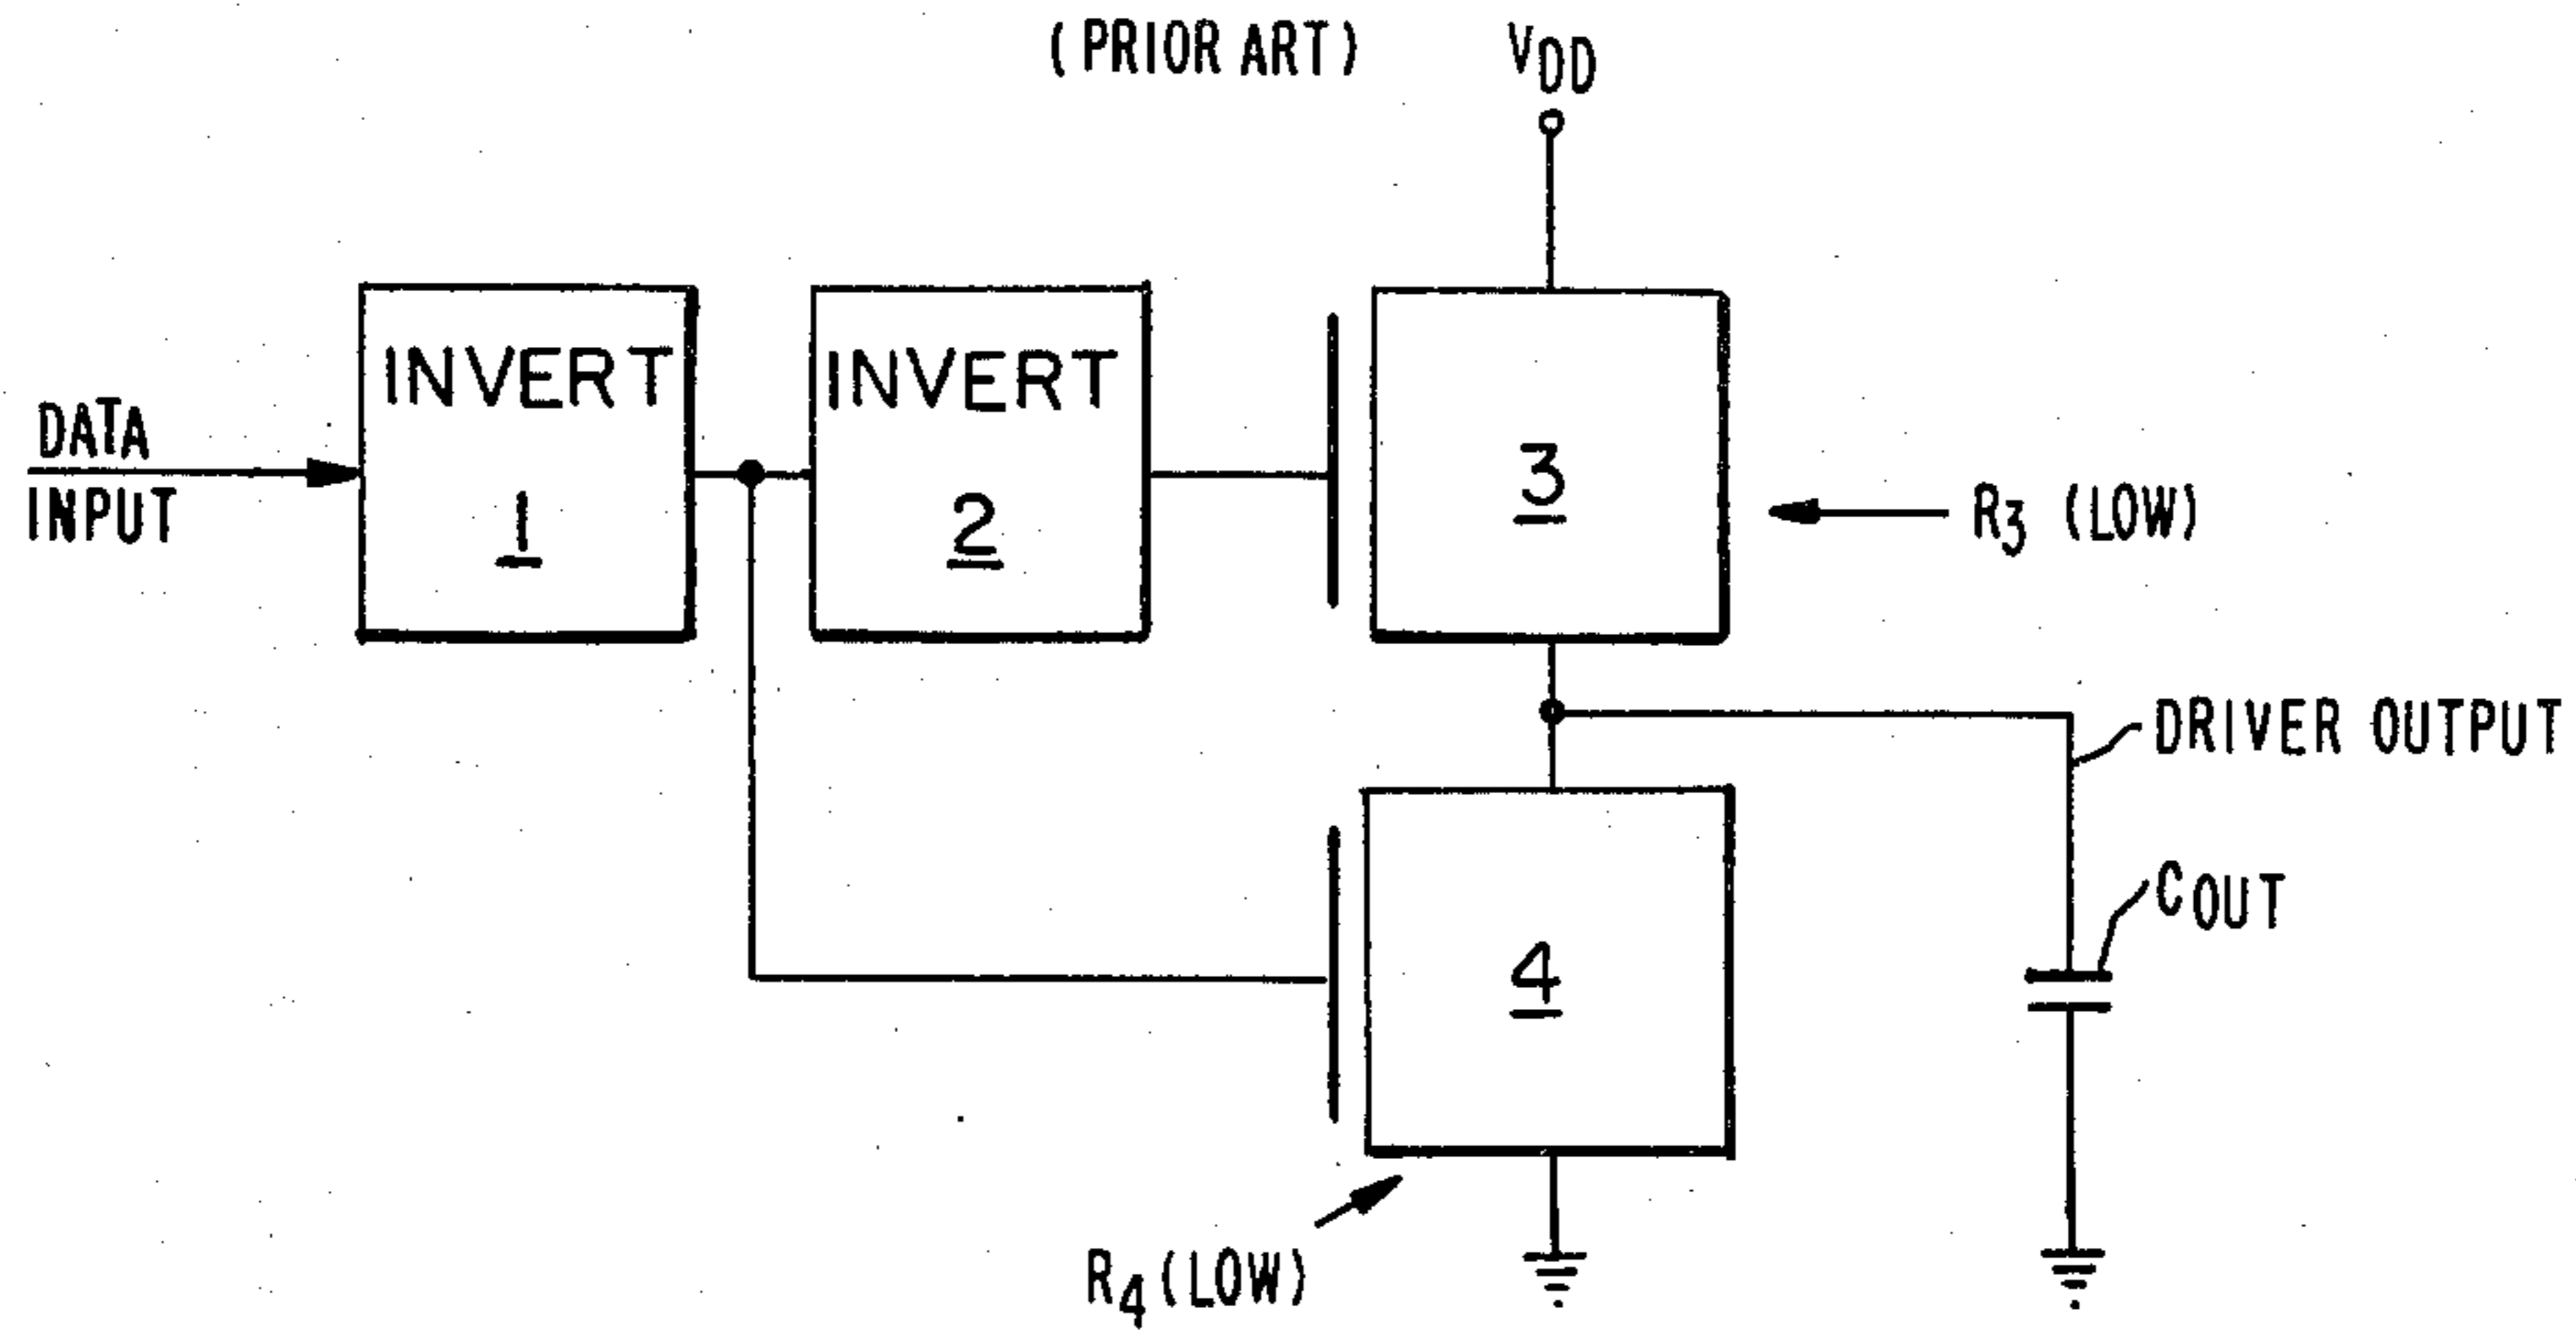 (PRIOR ART)
VDD
INVERT
1
INVERT
2
3
DATA
INPUT
R3 (LOW)
DRIVER OUTPUT
COUT
4
R4 (LOW)